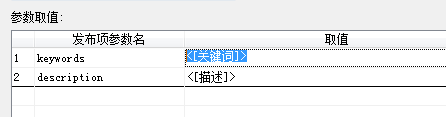 参数取值:
发布项参数名 取值
1 keywords <[关键词]>
2 description <[描述]>